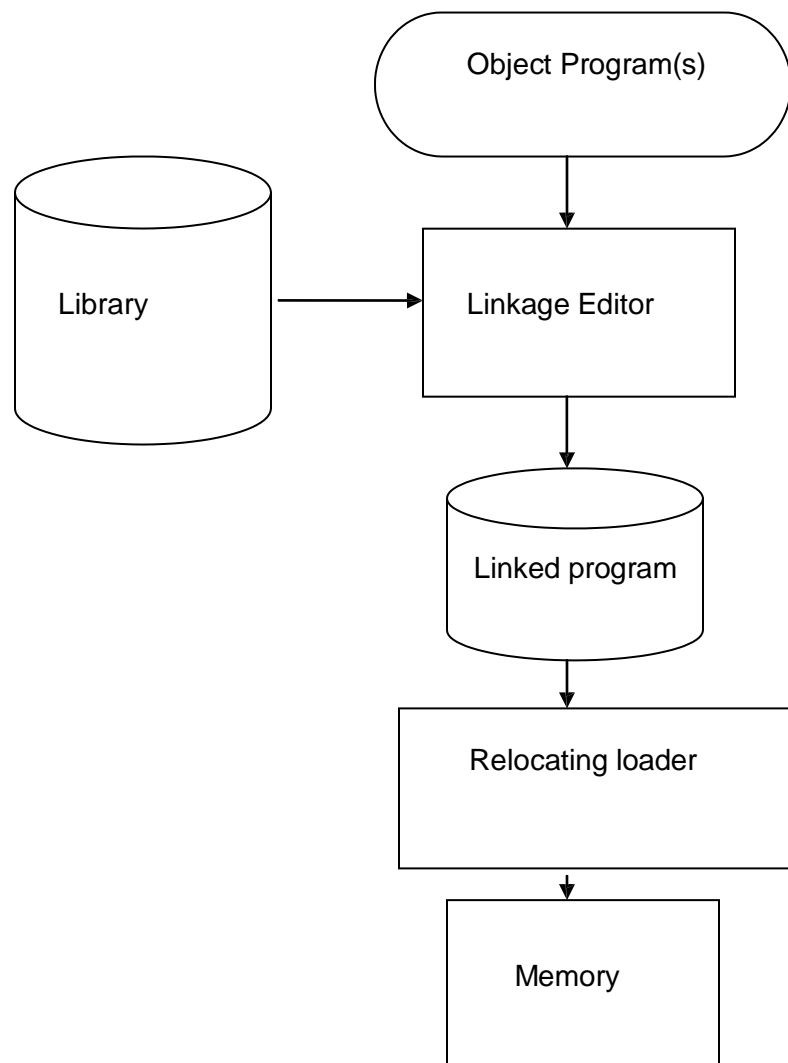 Object Program(s)
Library
Linkage Editor
Linked program
Relocating loader
Memory